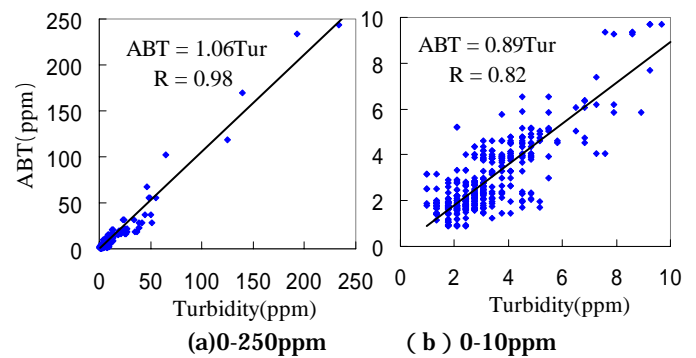 250
200
150
100
50
0
ABT(ppm)
ABT = 1.06Tur
R = 0.98
0 50 100 150 200 250
Turbidity(ppm)
(a)0-250ppm
10
8
6
4
2
0
ABT = 0.89Tur
R = 0.82
0 2 4 6 8 10
Turbidity(ppm)
(b) 0-10ppm